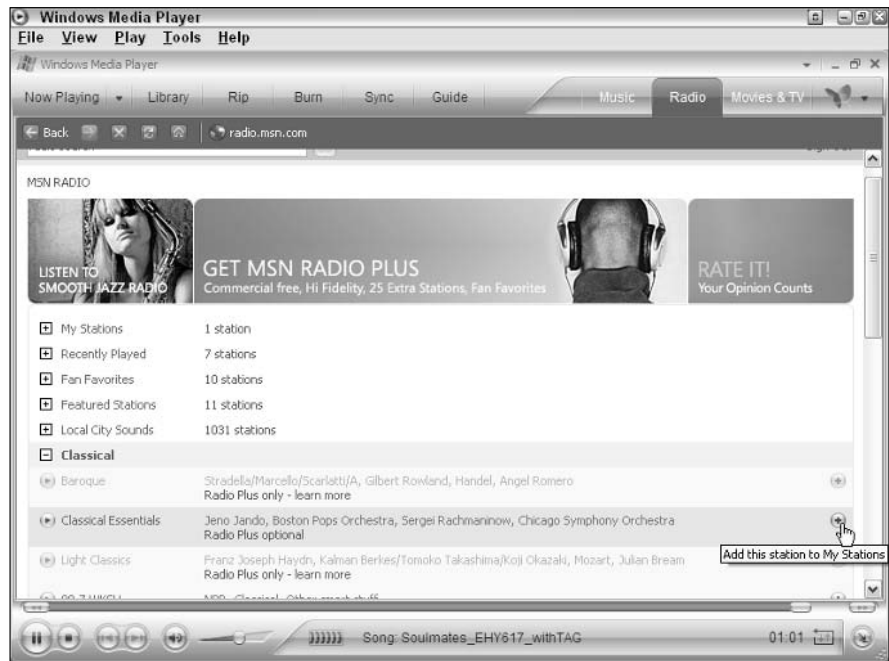 Windows Media Player
File View Play Tools Help
Windows Media Player
Now Playing Library Rip Burn Sync Guide Music Radio Movies & TV
Back radio.msn.com
MSN RADIO
LISTEN TO
SMOOTH JAZZ RADIO
GET MSN RADIO PLUS
Commercial free, Hi Fidelity, 25 Extra Stations, Fan Favorites
RATE IT!
Your Opinion Counts
My Stations 1 station
Recently Played 7 stations
Fan Favorites 10 stations
Featured Stations 11 stations
Local City Sounds 1031 stations
Classical
Baroque Stradella/Marcello/Scarlatti/A, Gilbert Rowland, Handel, Angel Romero
Radio Plus only - learn more
Classical Essentials Jeno Jando, Boston Pops Orchestra, Sergei Rachmaninow, Chicago Symphony Orchestra
Radio Plus optional
Add this station to My Stations
Light Classics Franz Joseph Haydn, Kalman Berkes/Tomoko Takashima/Koji Okazaki, Mozart, Julian Bream
Radio Plus only - learn more
Song: Soulmates_EHY617_withTAG 01:01